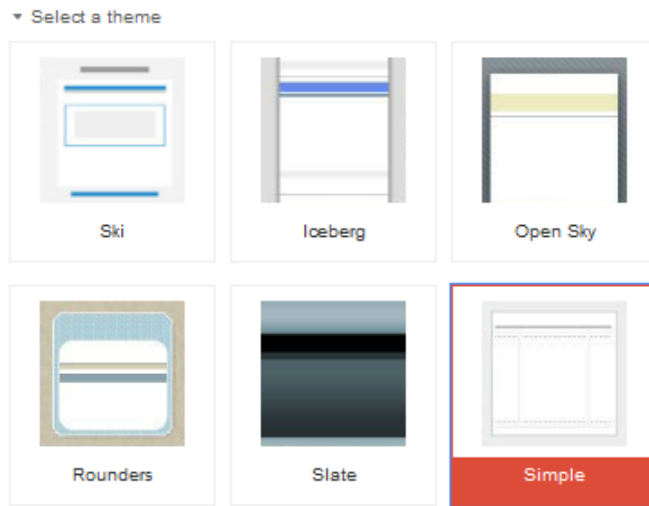 Select a theme
Ski
Iceberg
Open Sky
Rounders
Slate
Simple